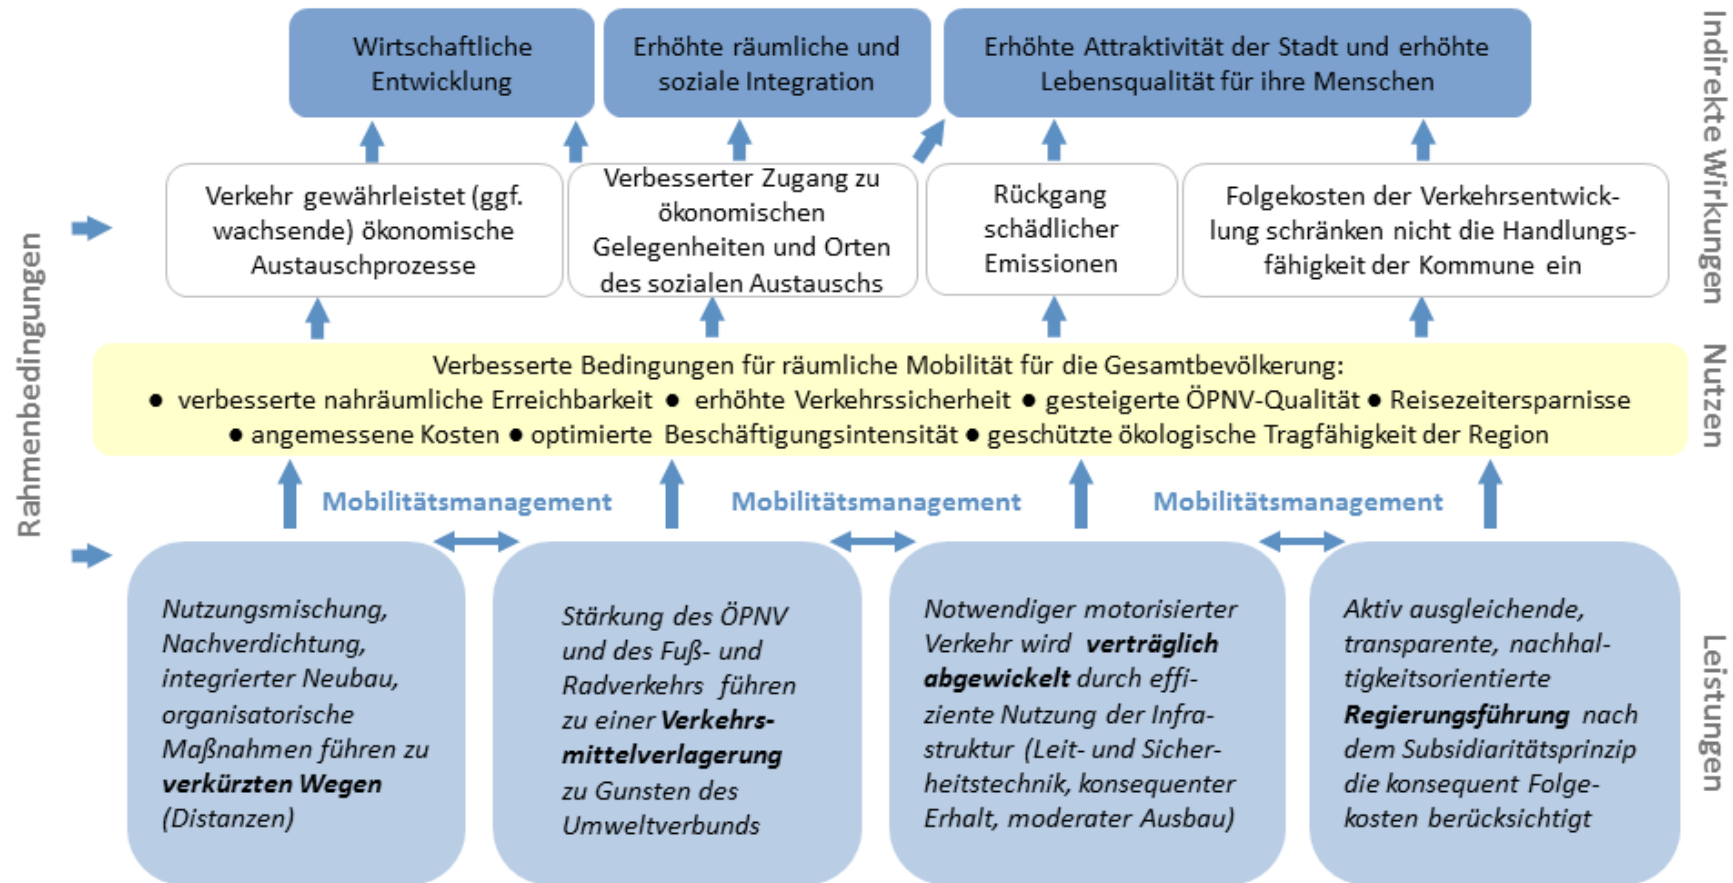 Wirtschaftliche
Entwicklung
Erhöhte räumliche und
soziale Integration
Erhöhte Attraktivität der Stadt und erhöhte
Lebensqualität für ihre Menschen
Indirekte Wirkungen
Rahmenbedingungen
Verkehr gewährleistet (ggf.
wachsende) ökonomische
Austauschprozesse
Verbesserter Zugang zu
ökonomischen
Gelegenheiten und Orten
des sozialen Austauschs
Rückgang
schädlicher
Emissionen
Folgekosten der Verkehrsentwick-
lung schränken nicht die Handlungs-
fähigkeit der Kommune ein
Verbesserte Bedingungen für räumliche Mobilität für die Gesamtbevölkerung:
● verbesserte nahräumliche Erreichbarkeit ● erhöhte Verkehrssicherheit ● gesteigerte ÖPNV-Qualität ● Reisezeitersparnisse
● angemessene Kosten ● optimierte Beschäftigungsintensität ● geschützte ökologische Tragfähigkeit der Region
Nutzen
Mobilitätsmanagement
Mobilitätsmanagement
Mobilitätsmanagement
Nutzungsmischung,
Nachverdichtung,
integrierter Neubau,
organisatorische
Maßnahmen führen zu
verkürzten Wegen
(Distanzen)
Stärkung des ÖPNV
und des Fuß- und
Radverkehrs führen
zu einer Verkehrs-
mittelverlagerung
zu Gunsten des
Umweltverbunds
Notwendiger motorisierter
Verkehr wird verträglich
abgewickelt durch effi-
ziente Nutzung der Infra-
struktur (Leit- und Sicher-
heitstechnik, konsequenter
Erhalt, moderater Ausbau)
Aktiv ausgleichende,
transparente, nachhal-
tigkeitsorientierte
Regierungsführung nach
dem Subsidiaritätsprinzip
die konsequent Folge-
kosten berücksichtigt
Leistungen